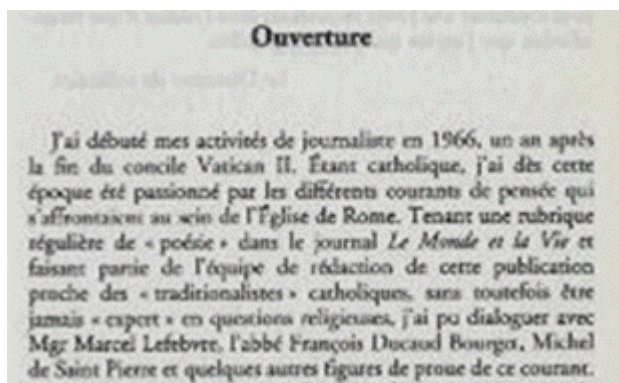 Ouverture
J'ai débuté mes activités de journaliste en 1966, un an après
la fin du concile Vatican II. Étant catholique, j'ai dès cette
époque été passionné par les différents courants de pensée qui
s'affrontaient au sein de l'Église de Rome. Tenant une rubrique
régulière de « poésie » dans le journal Le Monde et la Vie et
faisant partie de l'équipe de rédaction de cette publication
proche des « traditionalistes » catholiques, sans toutefois être
jamais « expert » en questions religieuses, j'ai pu dialoguer avec
Mgr Marcel Lefebvre, l'abbé François Ducaud Bourget, Michel
de Saint Pierre et quelques autres figures de proue de ce courant.